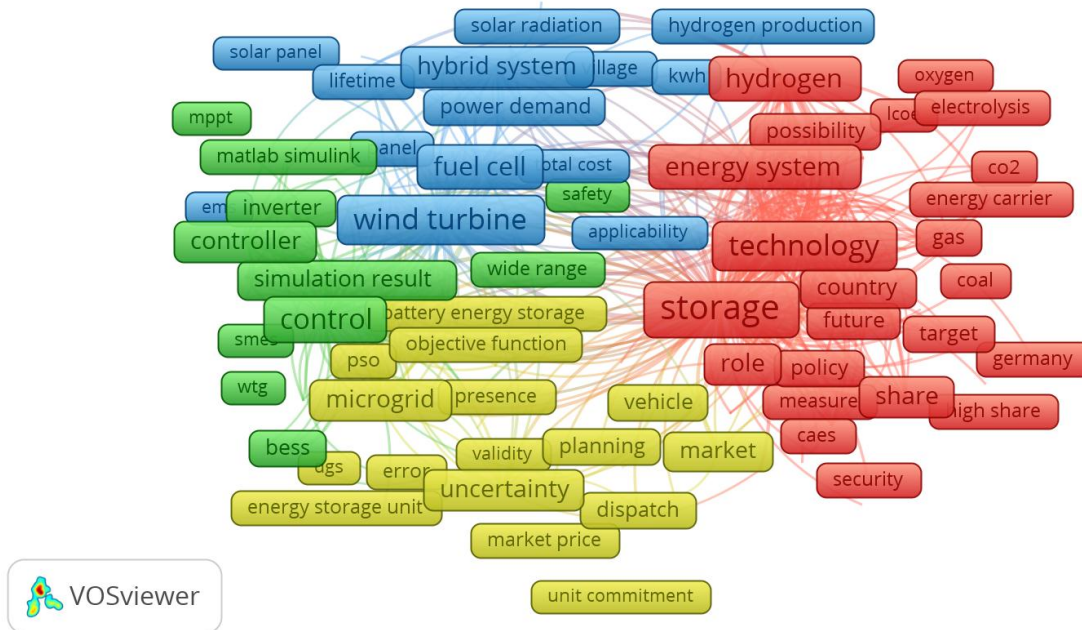 solar radiation
hydrogen production
solar panel
hybrid system
illage
kwh
hydrogen
oxygen
lifetime
power demand
lcoe
electrolysis
mppt
possibility
matlab simulink
panel
fuel cell
otal cost
energy system
co2
safety
energy carrier
em
inverter
wind turbine
applicability
technology
gas
controller
simulation result
wide range
country
coal
storage
control
battery energy storage
future
target
smes
objective function
pso
role
policy
germany
wtg
microgrid
presence
vehicle
measure
share
high share
bess
validity
planning
market
caes
dgs
error
security
energy storage unit
uncertainty
dispatch
market price
unit commitment
VOSviewer